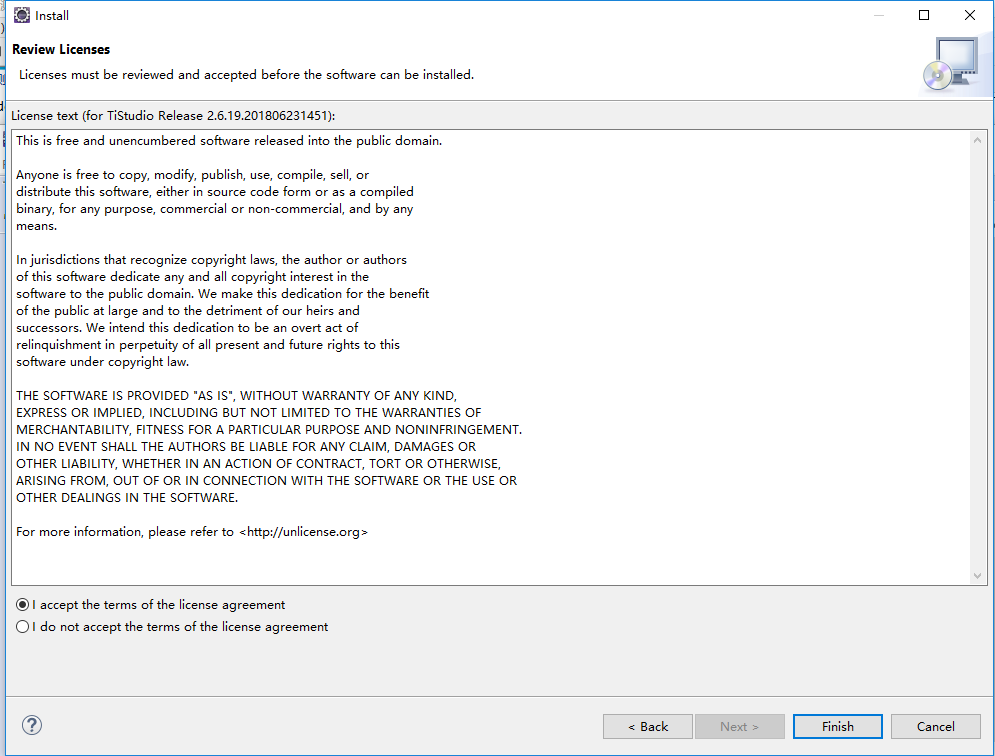 Install
Review Licenses
Licenses must be reviewed and accepted before the software can be installed.
License text (for TiStudio Release 2.6.19.201806231451):
This is free and unencumbered software released into the public domain.
Anyone is free to copy, modify, publish, use, compile, sell, or
distribute this software, either in source code form or as a compiled
binary, for any purpose, commercial or non-commercial, and by any
means.
In jurisdictions that recognize copyright laws, the author or authors
of this software dedicate any and all copyright interest in the
software to the public domain. We make this dedication for the benefit
of the public at large and to the detriment of our heirs and
successors. We intend this dedication to be an overt act of
relinquishment in perpetuity of all present and future rights to this
software under copyright law.
THE SOFTWARE IS PROVIDED "AS IS", WITHOUT WARRANTY OF ANY KIND,
EXPRESS OR IMPLIED, INCLUDING BUT NOT LIMITED TO THE WARRANTIES OF
MERCHANTABILITY, FITNESS FOR A PARTICULAR PURPOSE AND NONINFRINGEMENT.
IN NO EVENT SHALL THE AUTHORS BE LIABLE FOR ANY CLAIM, DAMAGES OR
OTHER LIABILITY, WHETHER IN AN ACTION OF CONTRACT, TORT OR OTHERWISE,
ARISING FROM, OUT OF OR IN CONNECTION WITH THE SOFTWARE OR THE USE OR
OTHER DEALINGS IN THE SOFTWARE.
For more information, please refer to <http://unlicense.org>
I accept the terms of the license agreement
I do not accept the terms of the license agreement
? < Back Next > Finish Cancel